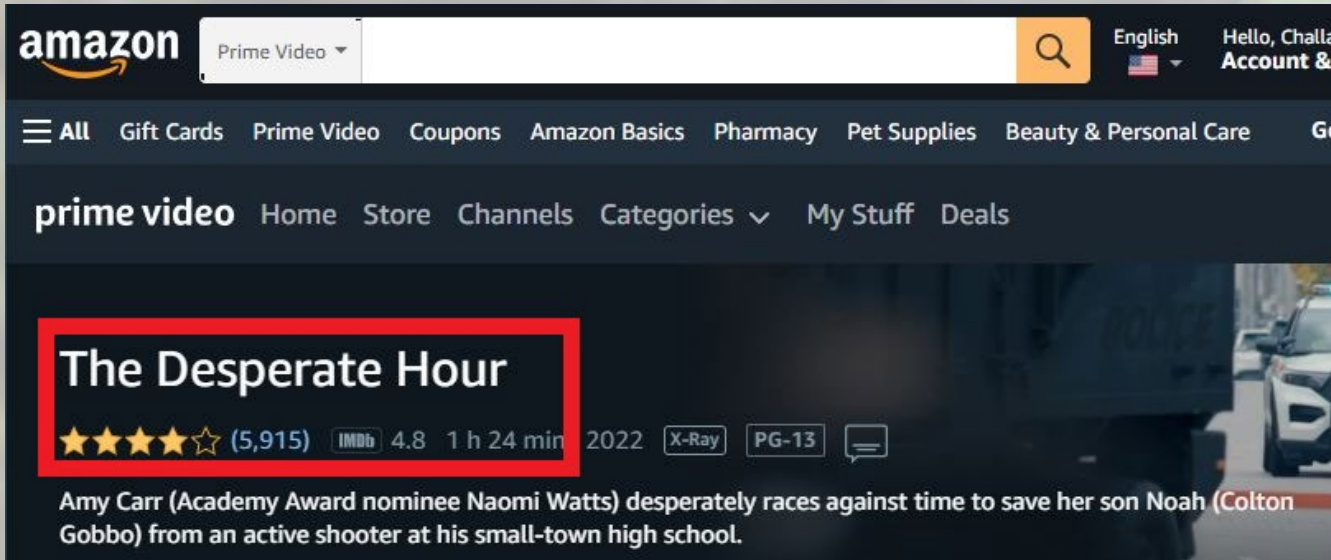 amazon Prime Video English Hello, Challa
Account &
All Gift Cards Prime Video Coupons Amazon Basics Pharmacy Pet Supplies Beauty & Personal Care
prime video Home Store Channels Categories My Stuff Deals
POLICE
The Desperate Hour
(5,915) IMDb 4.8 1 h 24 min 2022 X-Ray PG-13
Amy Carr (Academy Award nominee Naomi Watts) desperately races against time to save her son Noah (Colton
Gobbo) from an active shooter at his small-town high school.